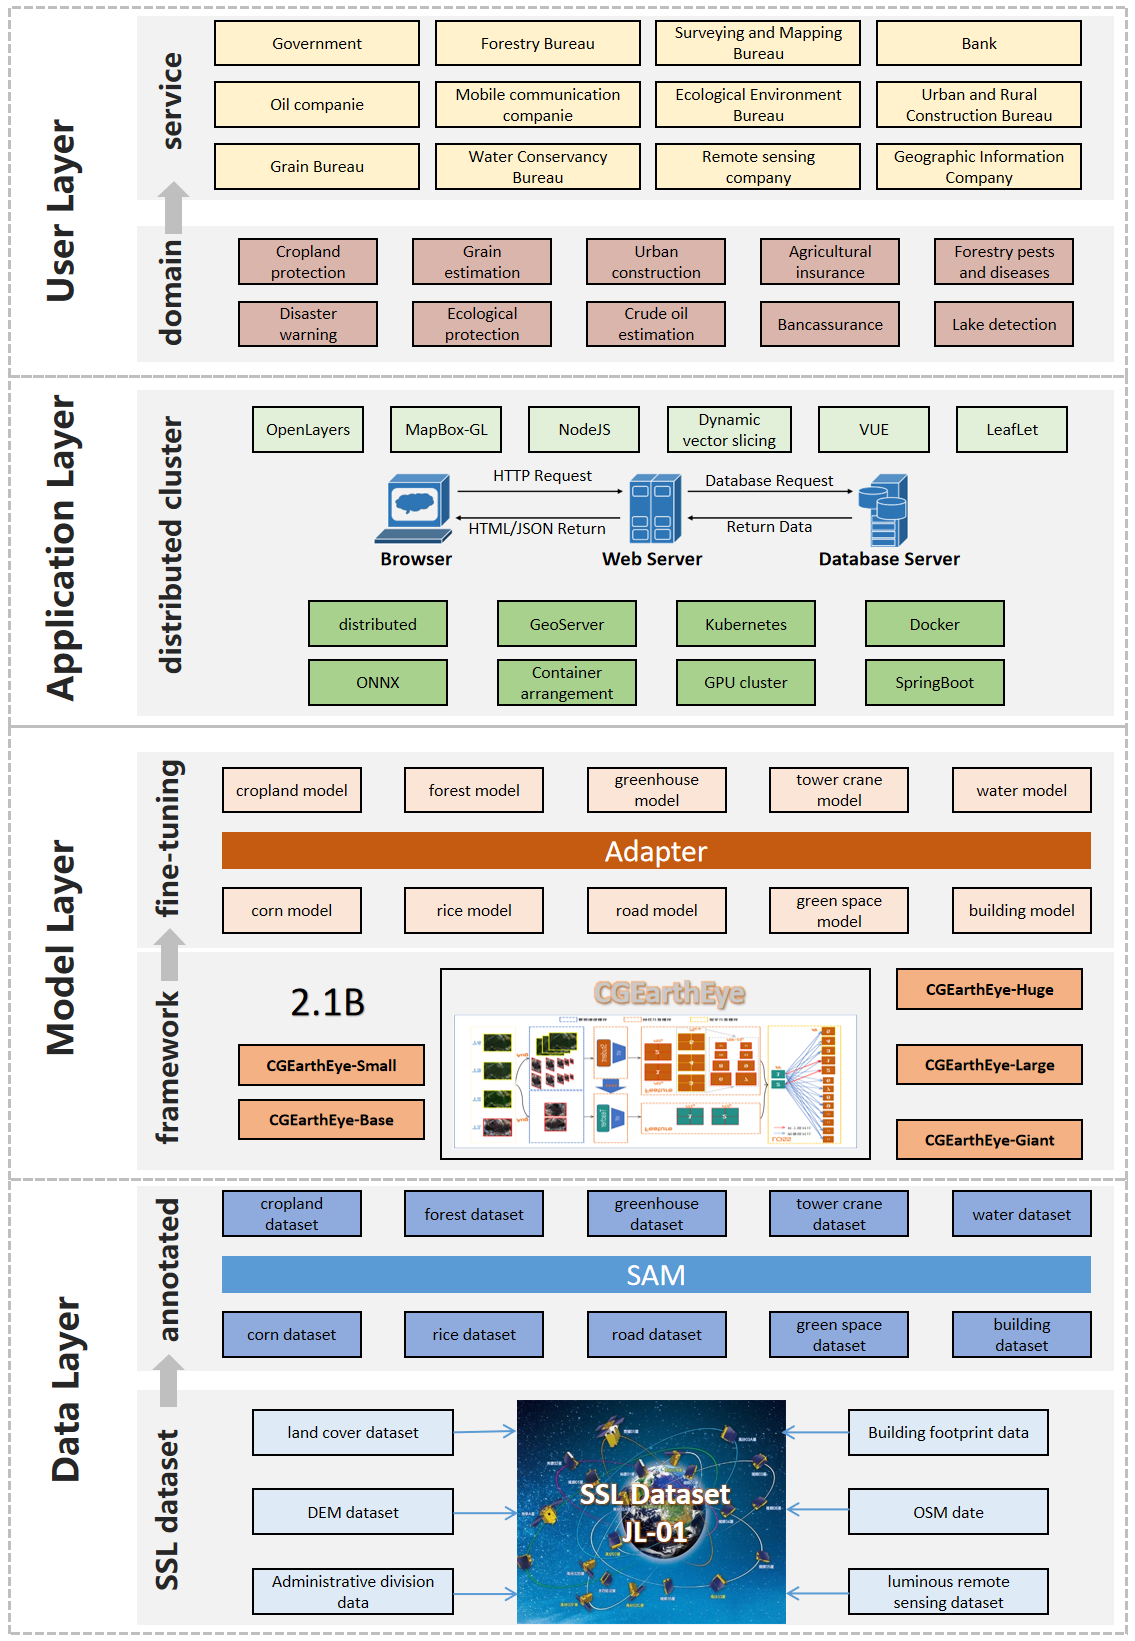 User Layer
service
Government
Forestry Bureau
Surveying and Mapping
Bureau
Bank
Oil companie
Mobile communication
companie
Ecological Environment
Bureau
Urban and Rural
Construction Bureau
Grain Bureau
Water Conservancy
Bureau
Remote sensing
company
Geographic Information
Company
domain
Cropland
protection
Grain
estimation
Urban
construction
Agricultural
insurance
Forestry pests
and diseases
Disaster
warning
Ecological
protection
Crude oil
estimation
Bancassurance
Lake detection
Application Layer
distributed cluster
OpenLayers
MapBox-GL
NodeJS
Dynamic
vector slicing
VUE
LeafLet
HTTP Request
Database Request
HTML/JSON Return
Return Data
Browser
Web Server
Database Server
distributed
GeoServer
Kubernetes
Docker
ONNX
Container
arrangement
GPU cluster
SpringBoot
Model Layer
fine-tuning
cropland model
forest model
greenhouse
model
tower crane
model
water model
Adapter
corn model
rice model
road model
green space
model
building model
framework
2.1B
CGEarthEye-Small
CGEarthEye-Base
CGEarthEye
CGEarthEye-Huge
CGEarthEye-Large
CGEarthEye-Giant
Data Layer
annotated
cropland
dataset
forest dataset
greenhouse
dataset
tower crane
dataset
water dataset
SAM
corn dataset
rice dataset
road dataset
green space
dataset
building
dataset
SSL dataset
land cover dataset
DEM dataset
Administrative division
data
SSL Dataset
JL-01
Building footprint data
OSM date
luminous remote
sensing dataset